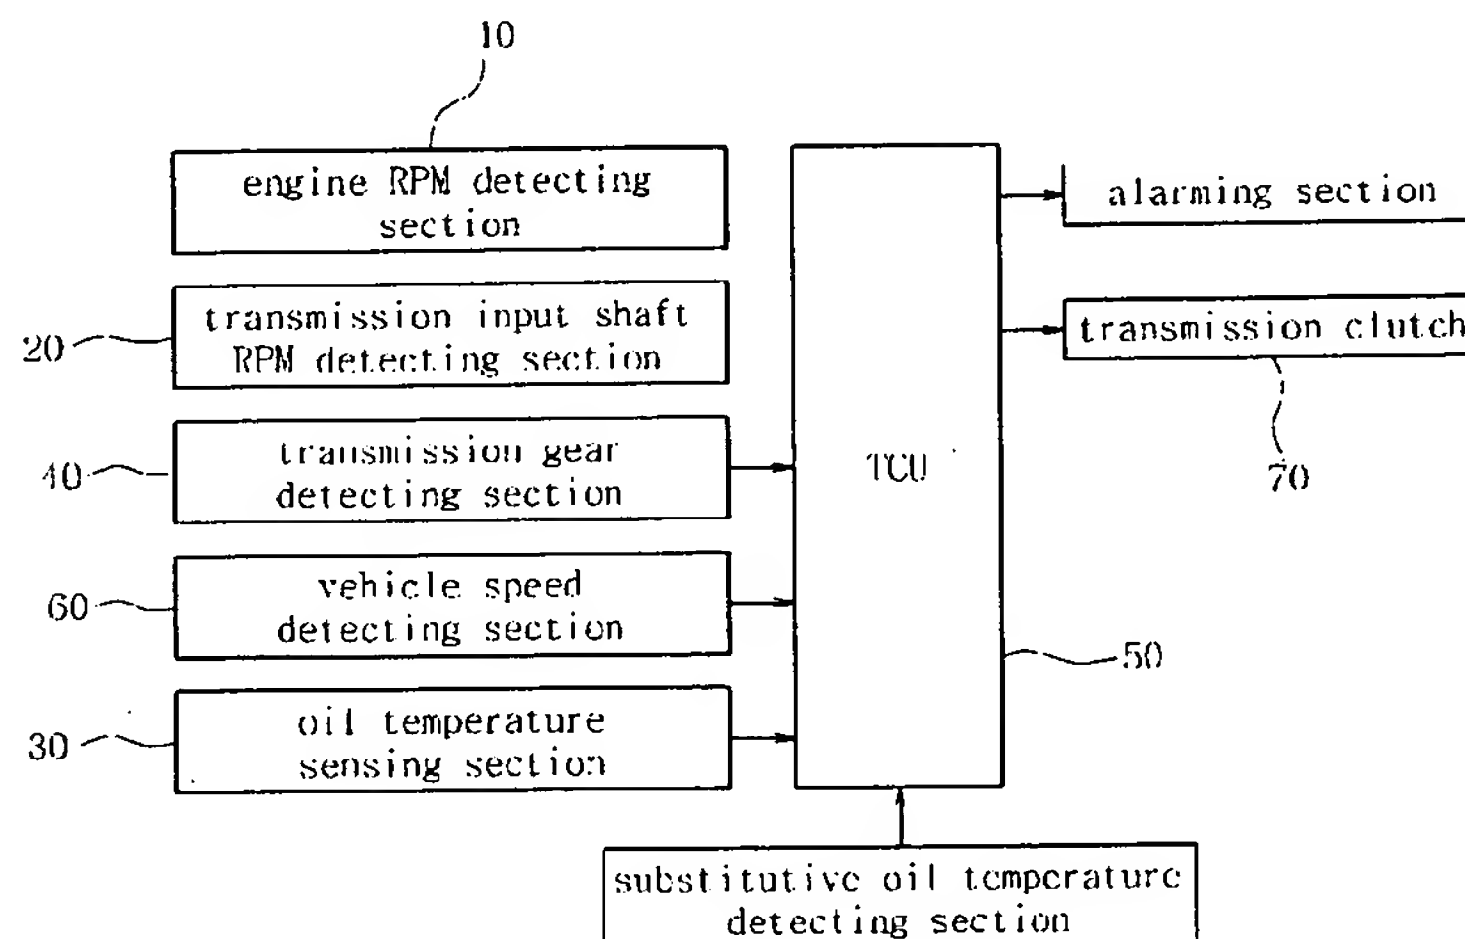 10
engine RPM detecting
section
alarming section
transmission input shaft
RPM detecting section
20
transmission clutch
70
transmission gear
detecting section
40
TCU
vehicle speed
detecting section
60
50
oil temperature
sensing section
30
substitutive oil temperature
detecting section